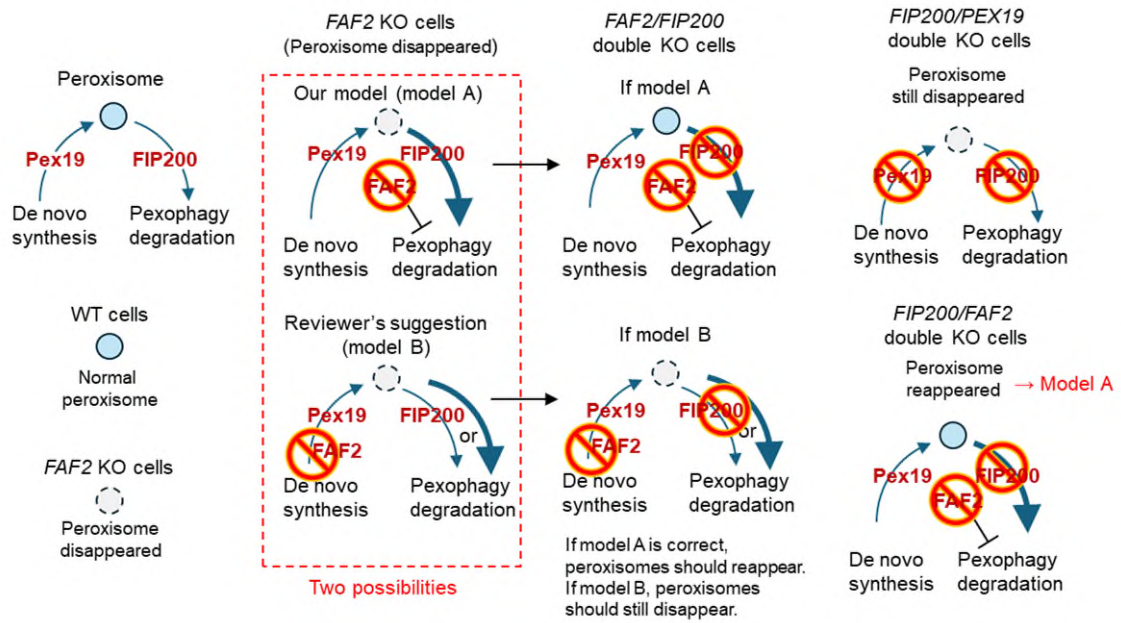 Peroxisome
Pex19
FIP200
De novo
synthesis
Pexophagy
degradation
WT cells
Normal
peroxisome
FAF2 KO cells
Peroxisome
disappeared
FAF2 KO cells
(Peroxisome disappeared)
Our model (model A)
Pex19
FIP200
FAF2
De novo
synthesis
Pexophagy
degradation
Reviewer's suggestion
(model B)
Pex19
FIP200
or
FAF2
De novo
synthesis
Pexophagy
degradation
Two possibilities
FAF2/FIP200
double KO cells
If model A
Pex19
FIP200
FAF2
De novo
synthesis
Pexophagy
degradation
If model B
Pex19
FIP200
or
FAF2
De novo
synthesis
Pexophagy
degradation
If model A is correct,
peroxisomes should reappear.
If model B, peroxisomes
should still disappear.
FIP200/PEX19
double KO cells
Peroxisome
still disappeared
Pex19
FIP200
De novo
synthesis
Pexophagy
degradation
FIP200/FAF2
double KO cells
Peroxisome
reappeared
→ Model A
Pex19
FIP200
FAF2
De novo
synthesis
Pexophagy
degradation